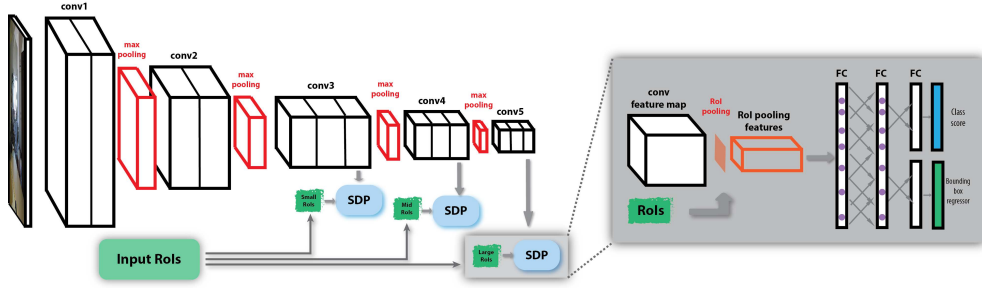 conv1
max
pooling
conv2
max
pooling
conv3
max
pooling
conv4
max
pooling
conv5
Small
RoIs
SDP
Mid
RoIs
SDP
Input RoIs
Large
RoIs
SDP
conv
feature map
RoI
pooling
RoI pooling
features
RoIs
FC
FC
FC
Class
score
Bounding
box
regressor